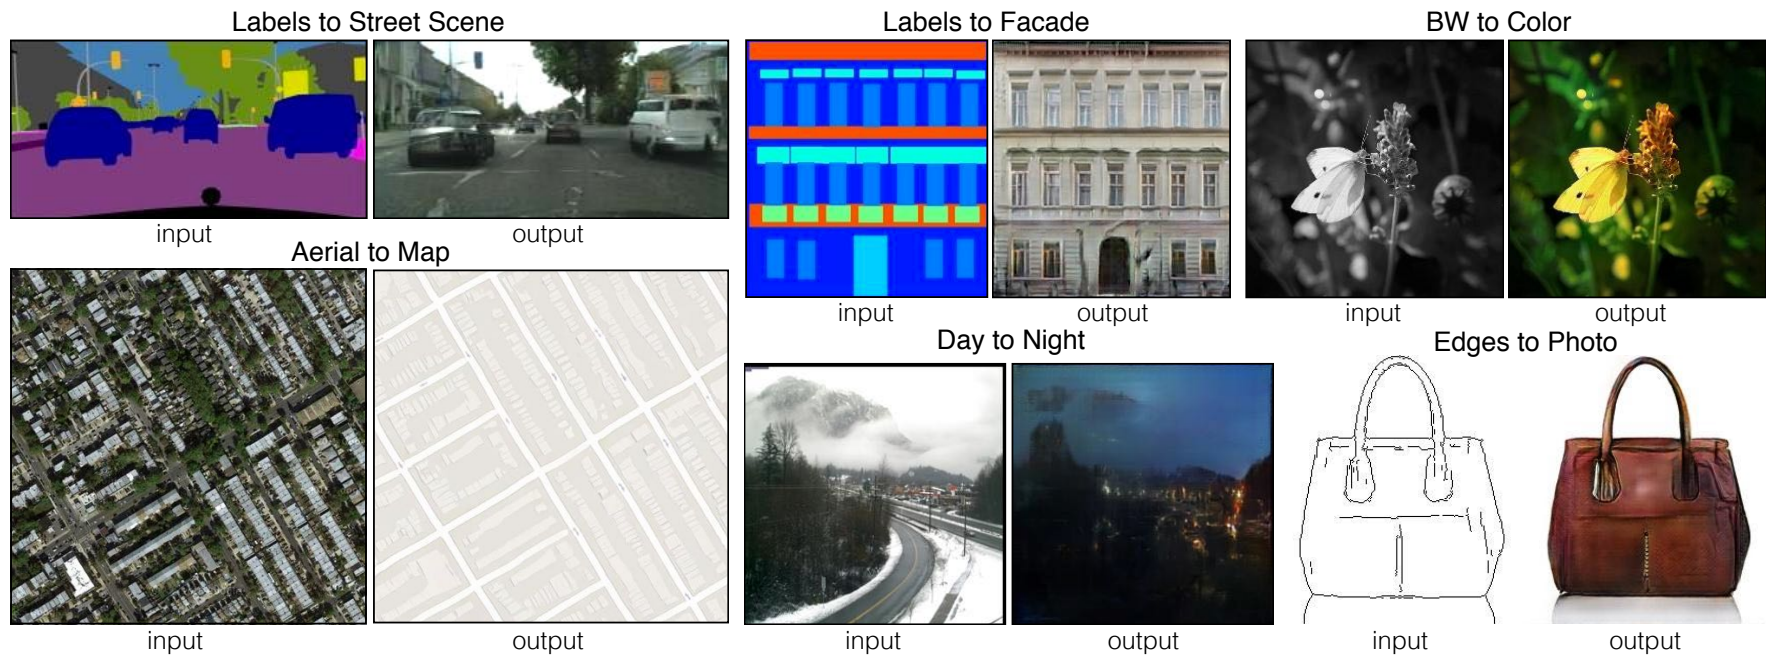 Labels to Street Scene
input
output
Aerial to Map
input
output
Labels to Facade
input
output
BW to Color
input
output
Day to Night
input
output
Edges to Photo
input
output